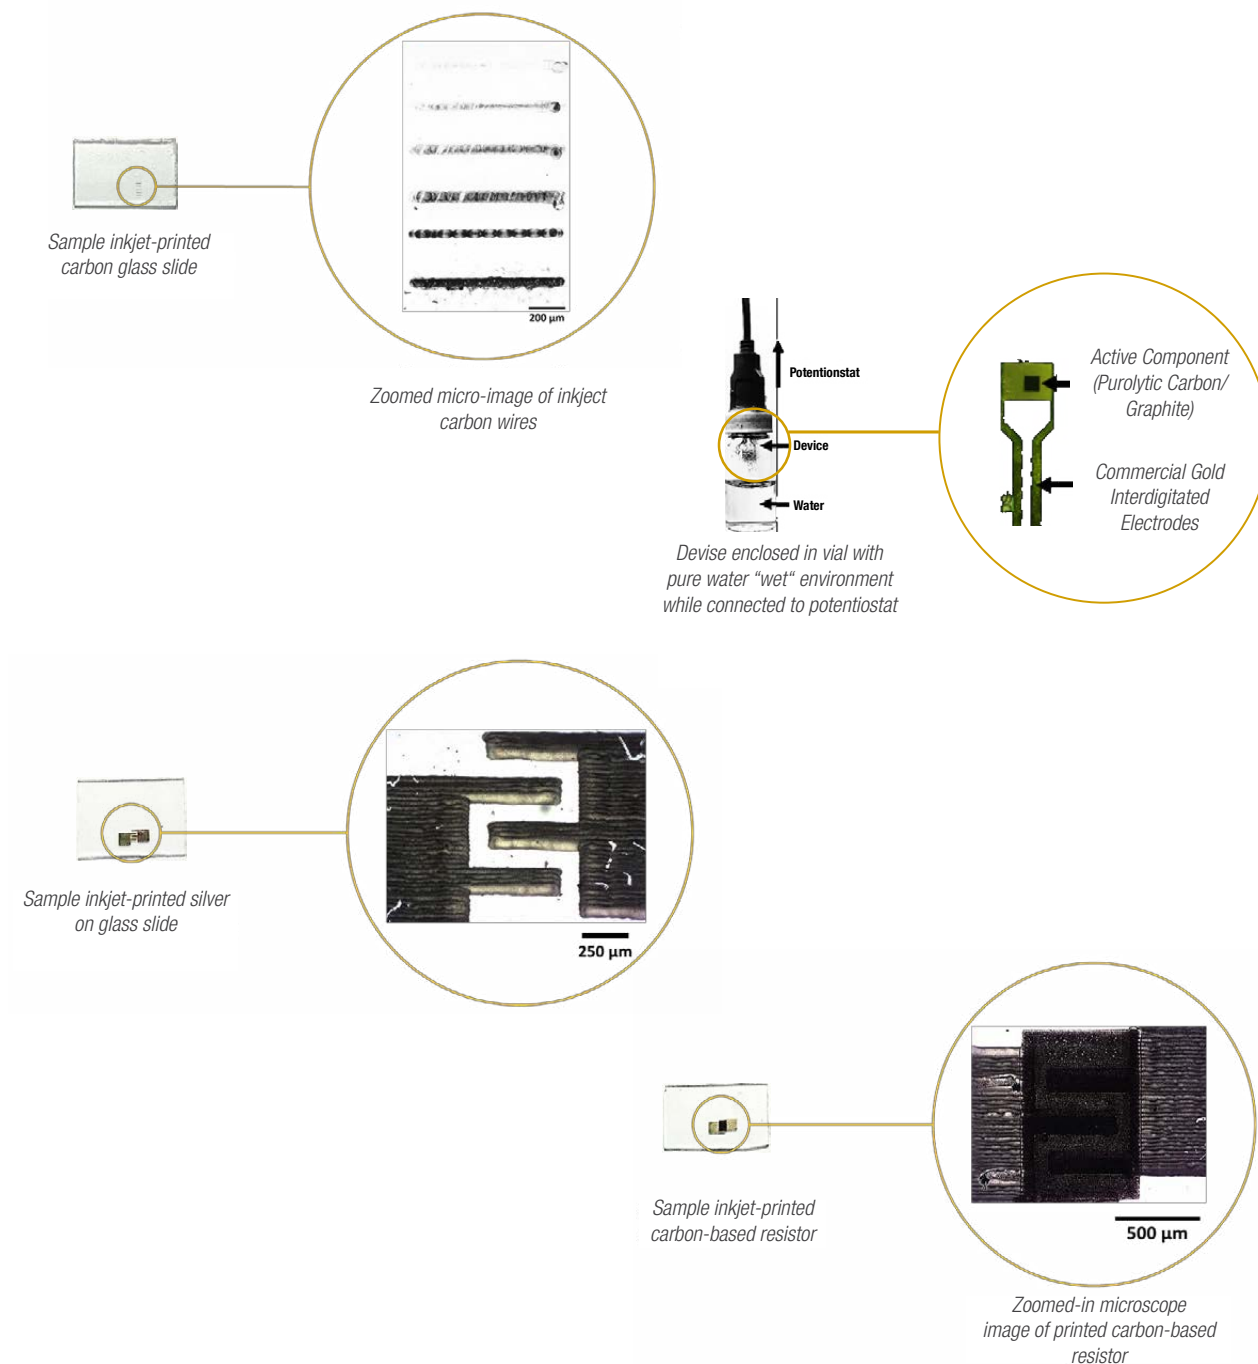 200 µm
Sample inkjet-printed
carbon glass slide
Zoomed micro-image of inkject
carbon wires
Potentionstat
Device
Water
Active Component
(Purolytic Carbon/
Graphite)
Commercial Gold
Interdigitated
Electrodes
Devise enclosed in vial with
pure water "wet" environment
while connected to potentiostat
Sample inkjet-printed silver
on glass slide
250 µm
Sample inkjet-printed
carbon-based resistor
500 µm
Zoomed-in microscope
image of printed carbon-based
resistor